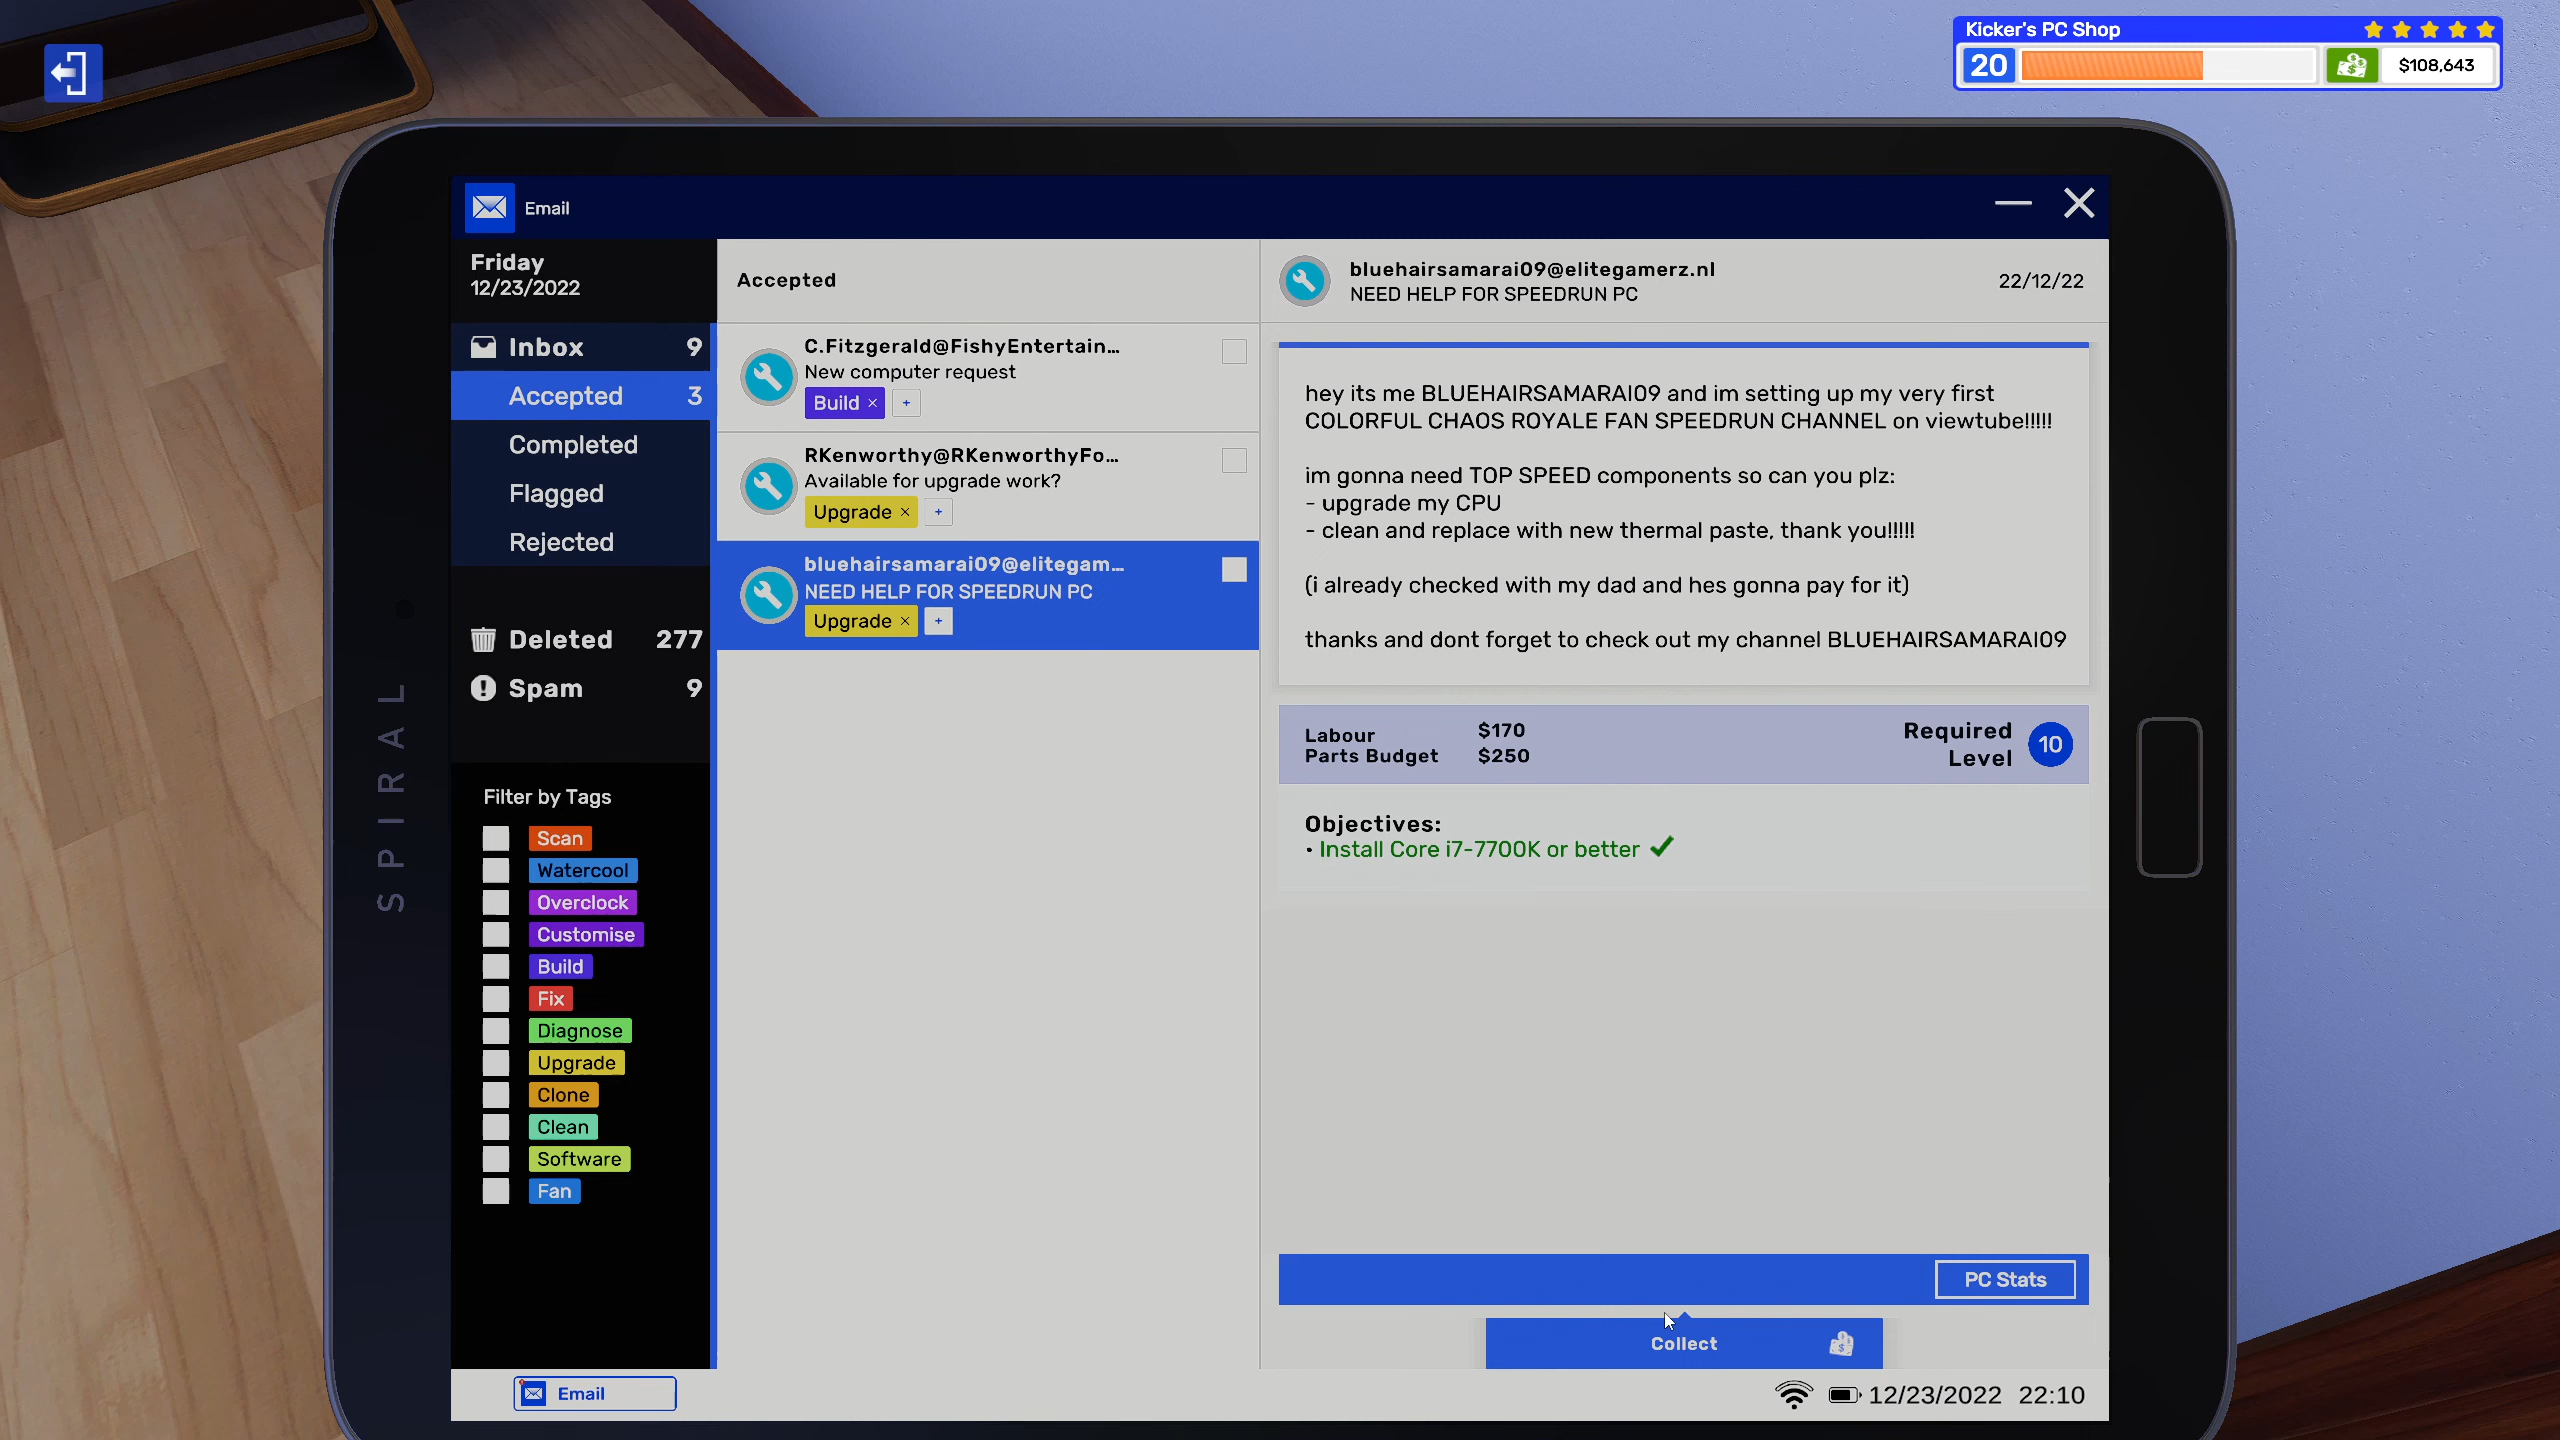 Kicker's PC Shop
20
$108,643
Email
Friday
12/23/2022
Inbox 9
Accepted 3
Completed
Flagged
Rejected
Deleted 277
Spam 9
Filter by Tags
Scan
Watercool
Overclock
Customise
Build
Fix
Diagnose
Upgrade
Clone
Clean
Software
Fan
Accepted
C.Fitzgerald@FishyEntertain...
New computer request
Build × +
RKenworthy@RKenworthyFo...
Available for upgrade work?
Upgrade × +
bluehairsamarai09@elitegam...
NEED HELP FOR SPEEDRUN PC
Upgrade × +
bluehairsamarai09@elitegamerz.nl
NEED HELP FOR SPEEDRUN PC
22/12/22
hey its me BLUEHAIRSAMARAI09 and im setting up my very first
COLORFUL CHAOS ROYALE FAN SPEEDRUN CHANNEL on viewtube!!!!!
im gonna need TOP SPEED components so can you plz:
- upgrade my CPU
- clean and replace with new thermal paste, thank you!!!!!
(i already checked with my dad and hes gonna pay for it)
thanks and dont forget to check out my channel BLUEHAIRSAMARAI09
Labour $170
Parts Budget $250
Required
Level
10
Objectives:
• Install Core i7-7700K or better
PC Stats
Collect
SPIRAL
Email
12/23/2022 22:10